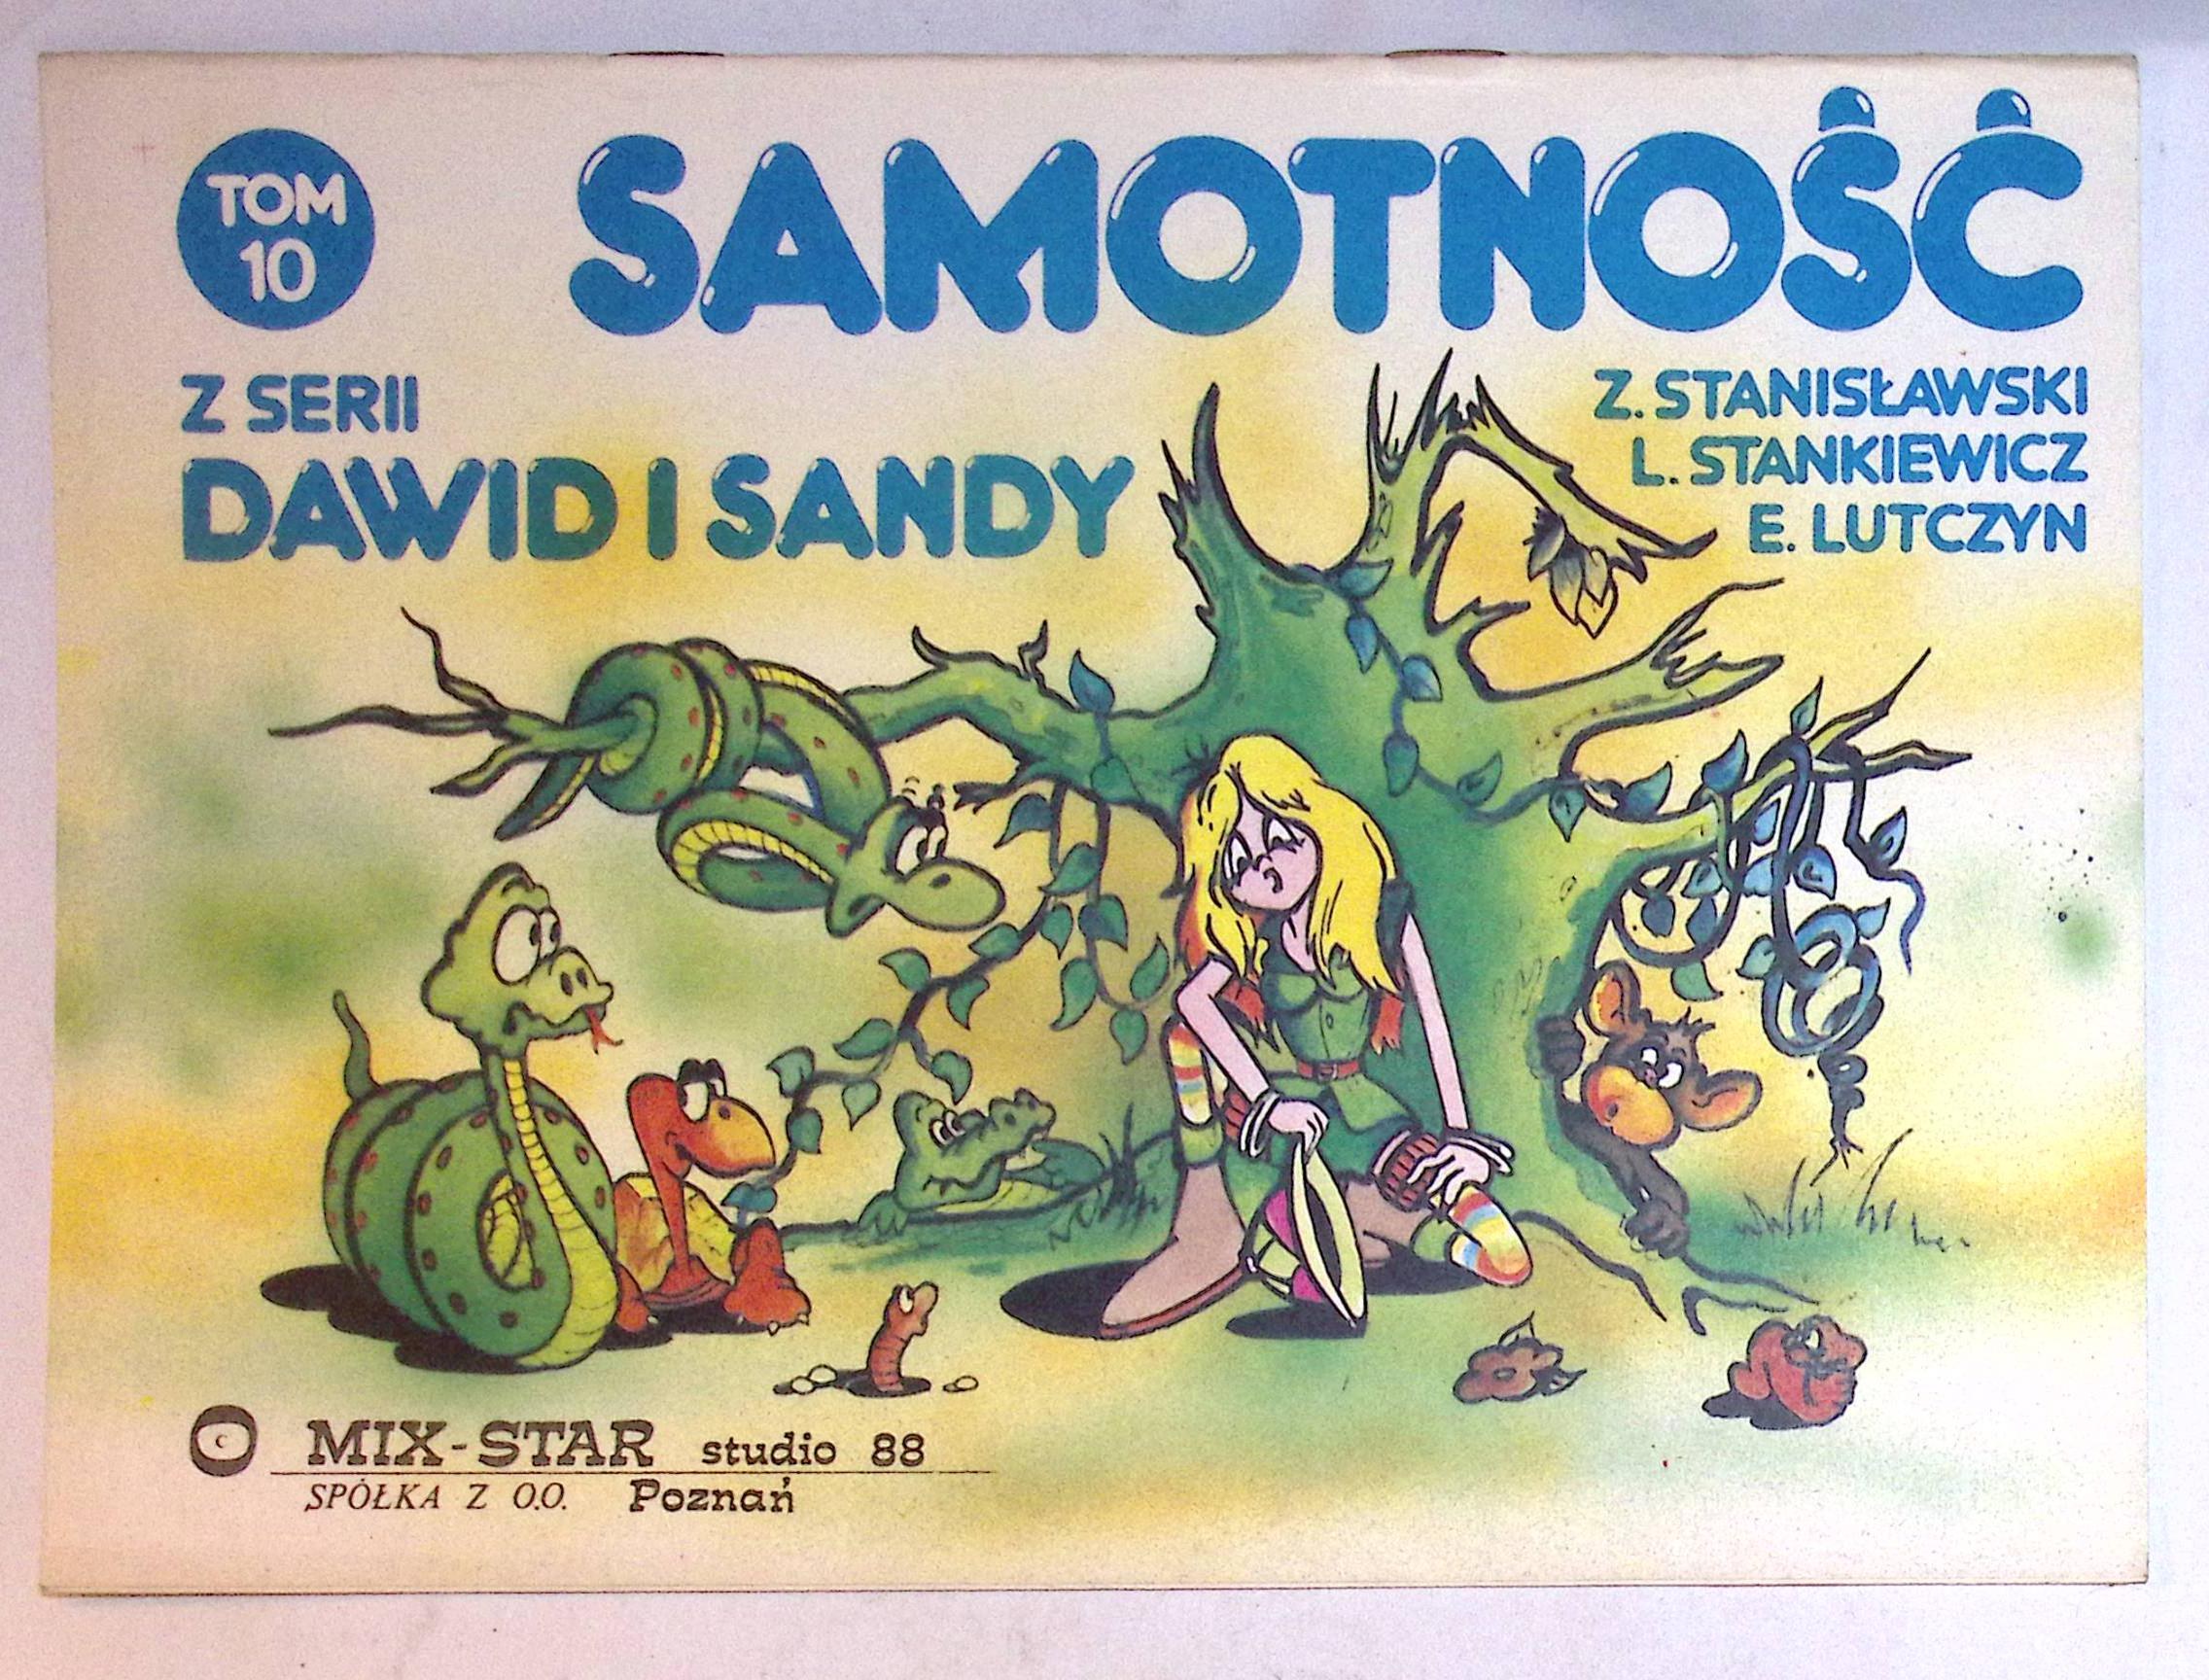 TOM
10
SAMOTNOŚĆ
Z SERII
DAWID I SANDY
Z. STANISŁAWSKI
L. STANKIEWICZ
E. LUTCZYN
C MIX-STAR studio 88
SPÓŁKA Z O.O. Poznań